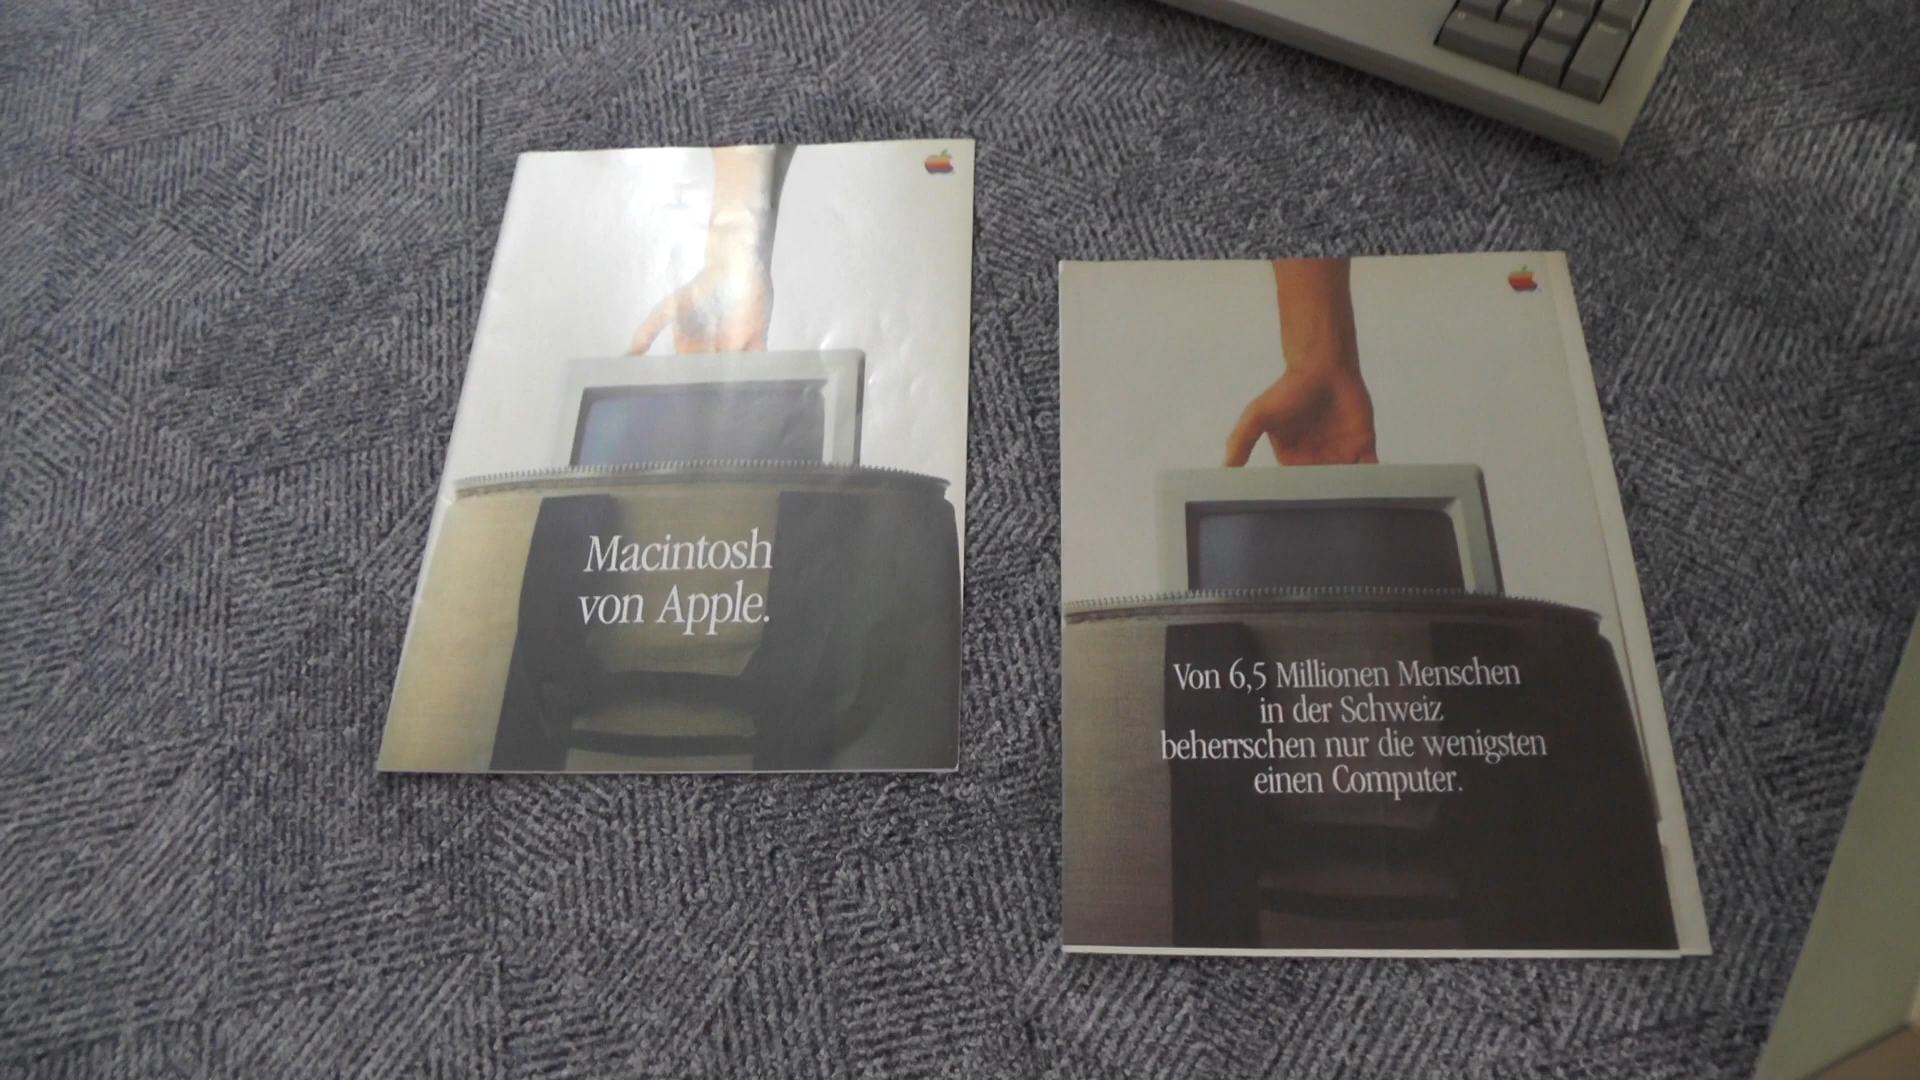 Macintosh
von Apple.
Von 6,5 Millionen Menschen
in der Schweiz
beherrschen nur die wenigsten
einen Computer.